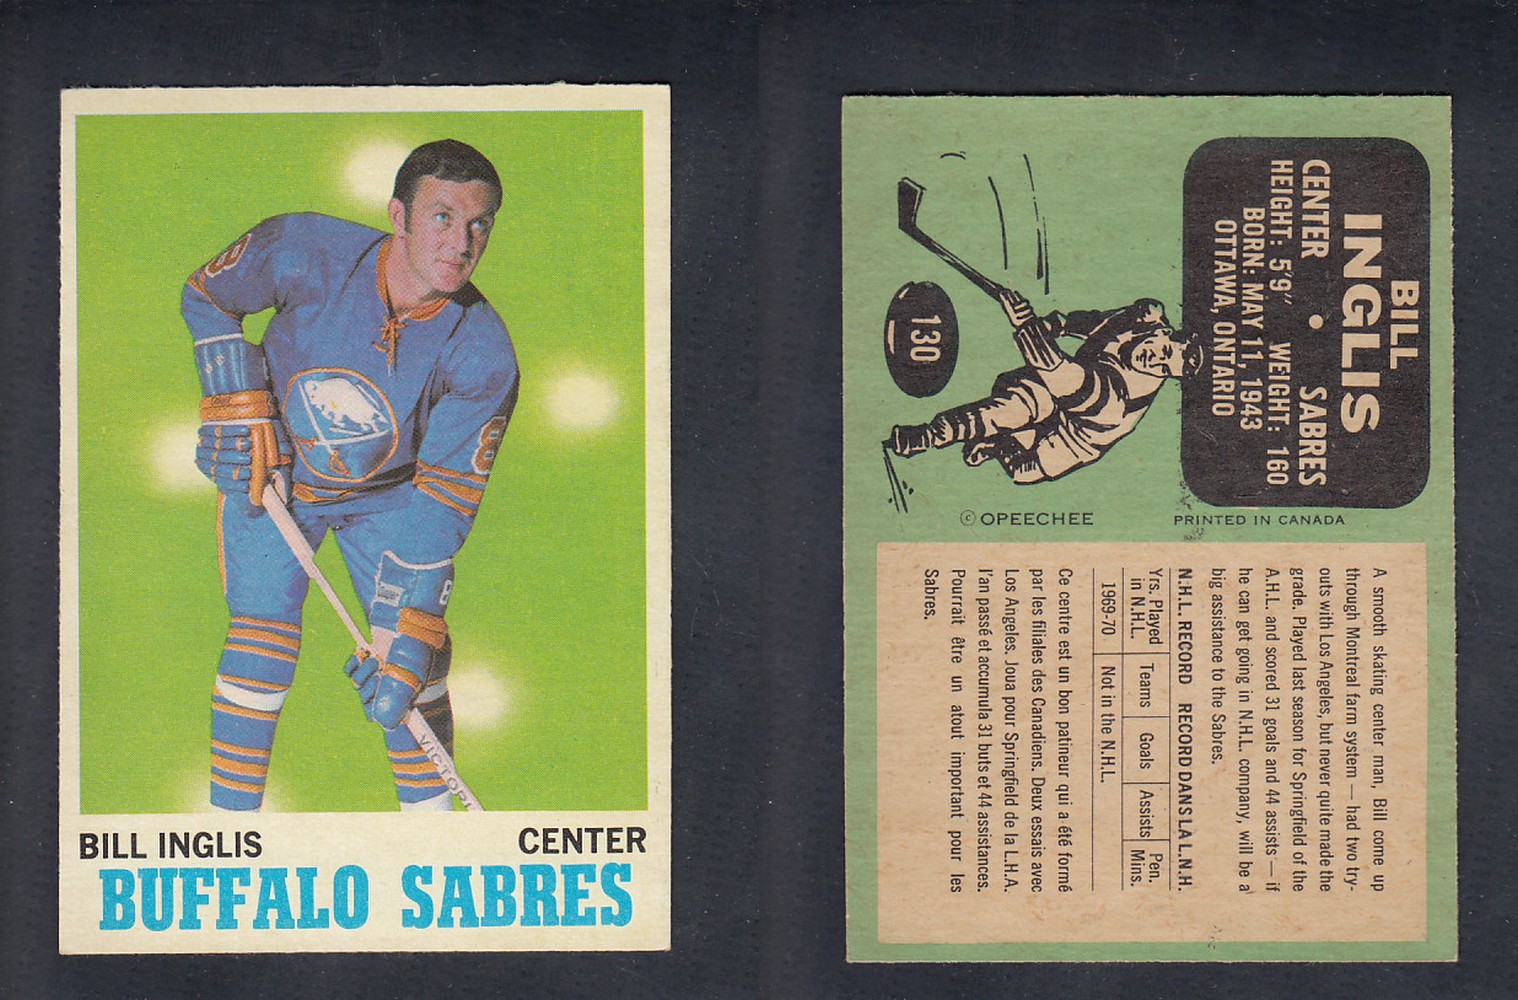 8
8
8
Cooper
VICTORI
BILL INGLIS
CENTER
BUFFALO SABRES
BILL
INGLIS
CENTER • SABRES
HEIGHT: 5'9" WEIGHT: 160
BORN: MAY 11, 1943
OTTAWA, ONTARIO
130
© OPEECHEE
PRINTED IN CANADA
A smooth skating center man, Bill come up
through Montreal farm system — had two try-
outs with Los Angeles, but never quite made the
grade. Played last season for Springfield of the
A.H.L. and scored 31 goals and 44 assists — if
he can get going in N.H.L. company, will be a
big assistance to the Sabres.
N.H.L. RECORD RECORD DANS LA L.N.H.
Yrs. Played in N.H.L. Teams Goals Assists Pen. Mins.
1969-70 Not in the N.H.L.
Ce centre est un bon patineur qui a été formé
par les filiales des Canadiens. Deux essais avec
Los Angeles. Joua pour Springfield de la L.H.A.
l'an passé et accumula 31 buts et 44 assistances.
Pourrait être un atout important pour les
Sabres.